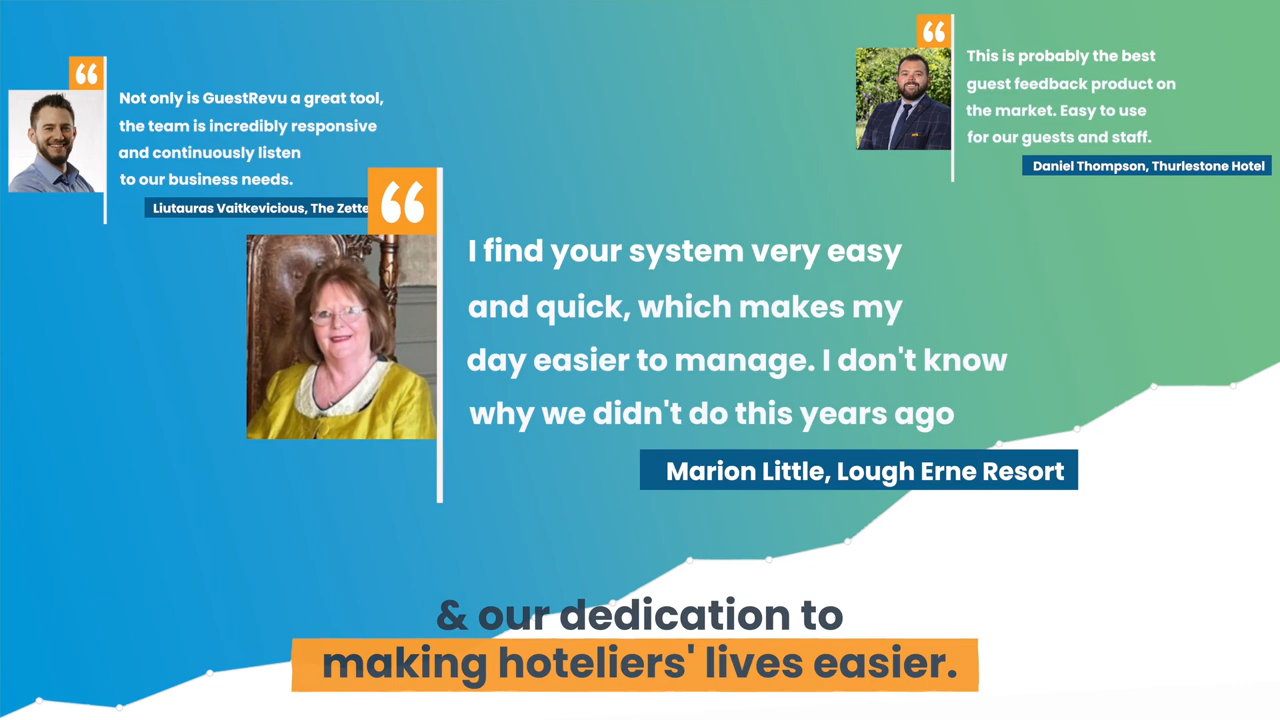 Not only is GuestRevu a great tool,
the team is incredibly responsive
and continuously listen
to our business needs.
Liutauras Vaitkevicious, The
This is probably the best
guest feedback product on
the market. Easy to use
for our guests and staff.
Daniel Thompson, Thurlestone Hotel
I find your system very easy
and quick, which makes my
day easier to manage. I don't know
why we didn't do this years ago
Marion Little, Lough Erne Resort
& our dedication to
making hoteliers' lives easier.